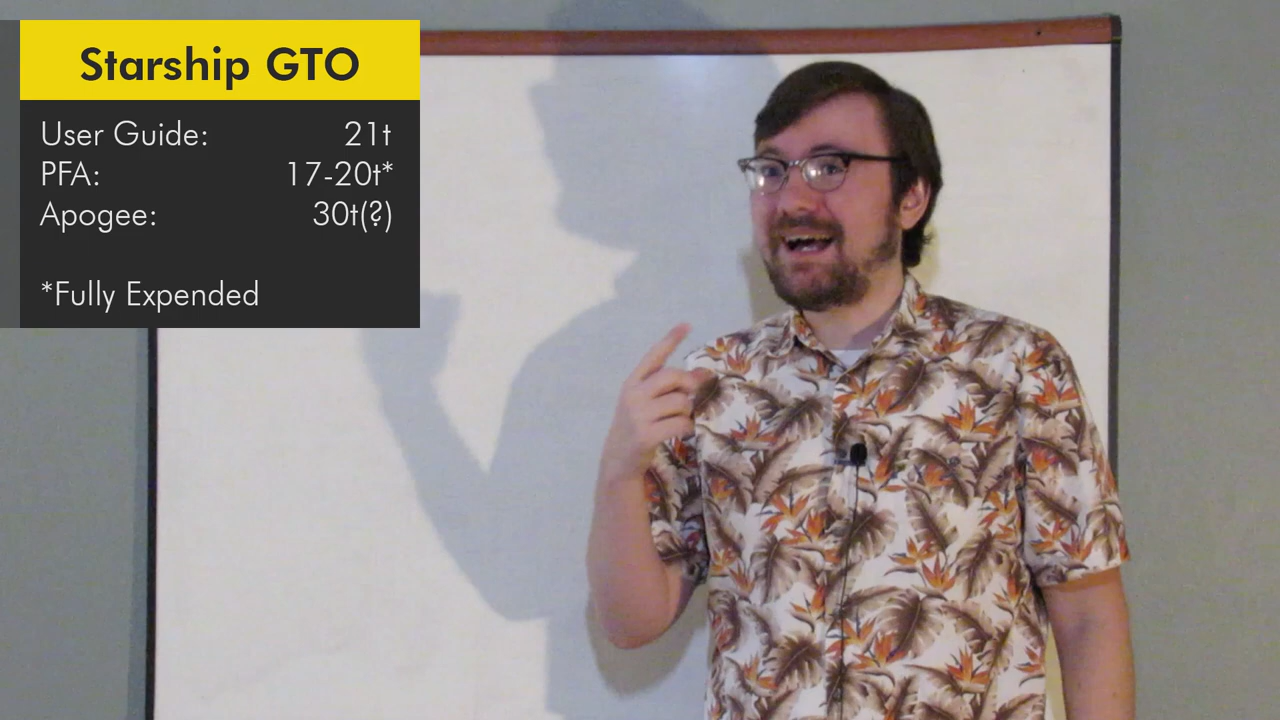 Starship GTO
User Guide: 21t
PFA: 17-20t*
Apogee: 30t(?)
*Fully Expended